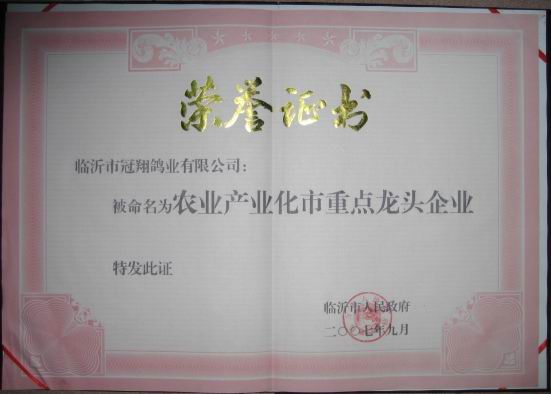 荣誉证书
临沂市冠翔鸽业有限公司：
被命名为农业产业化市重点龙头企业
特发此证
临沂市人民政府
二〇〇七年九月